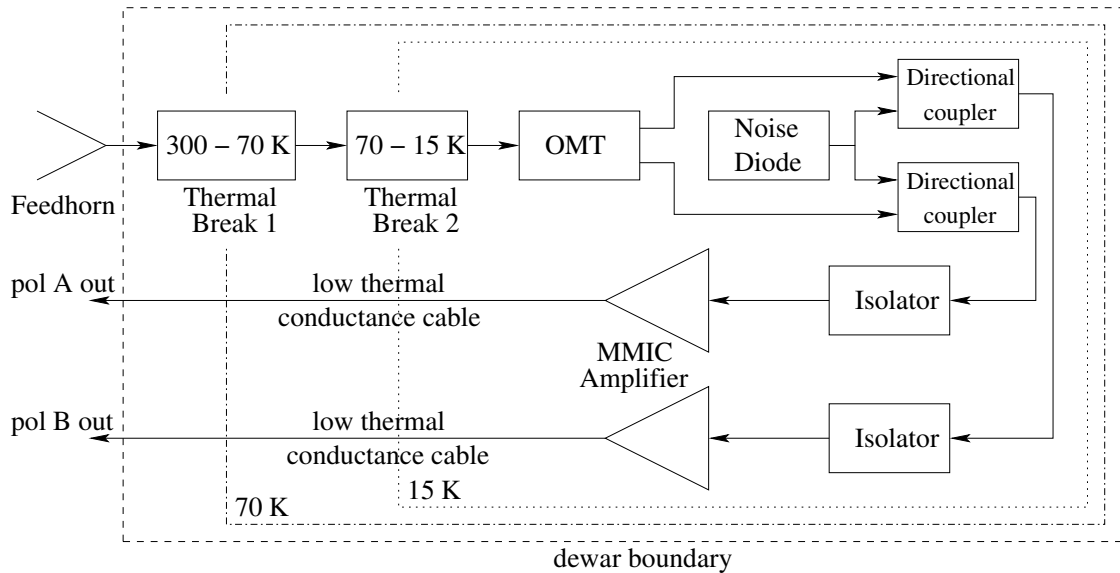 Feedhorn
300 – 70 K
Thermal
Break 1
70 – 15 K
Thermal
Break 2
OMT
Noise
Diode
Directional
coupler
Directional
coupler
pol A out
low thermal
conductance cable
MMIC
Amplifier
Isolator
pol B out
low thermal
conductance cable
Isolator
15 K
70 K
dewar boundary